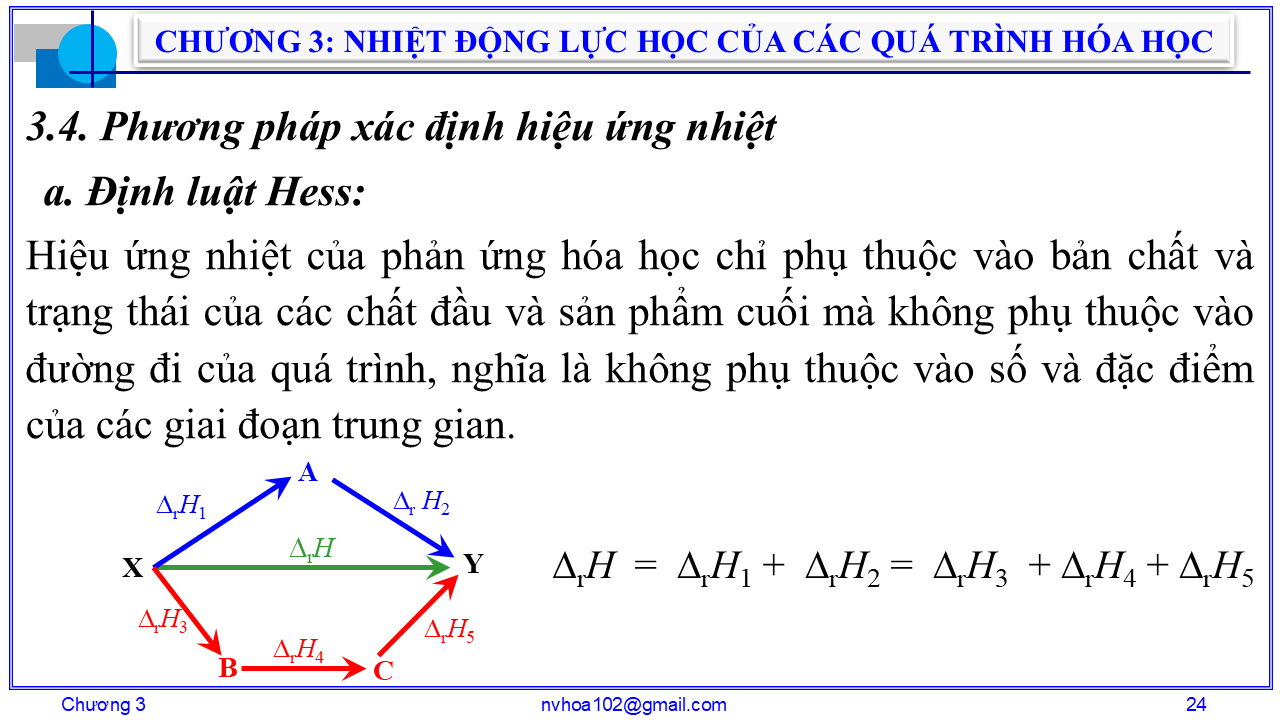 CHƯƠNG 3: NHIỆT ĐỘNG LỰC HỌC CỦA CÁC QUÁ TRÌNH HÓA HỌC
3.4. Phương pháp xác định hiệu ứng nhiệt
a. Định luật Hess:
Hiệu ứng nhiệt của phản ứng hóa học chỉ phụ thuộc vào bản chất và
trạng thái của các chất đầu và sản phẩm cuối mà không phụ thuộc vào
đường đi của quá trình, nghĩa là không phụ thuộc vào số và đặc điểm
của các giai đoạn trung gian.
A
ΔrH1
Δr H2
ΔrH
X
Y
ΔrH = ΔrH1 + ΔrH2 = ΔrH3 + ΔrH4 + ΔrH5
ΔrH3
ΔrH5
ΔrH4
B
C
Chương 3
nvhoa102@gmail.com
24